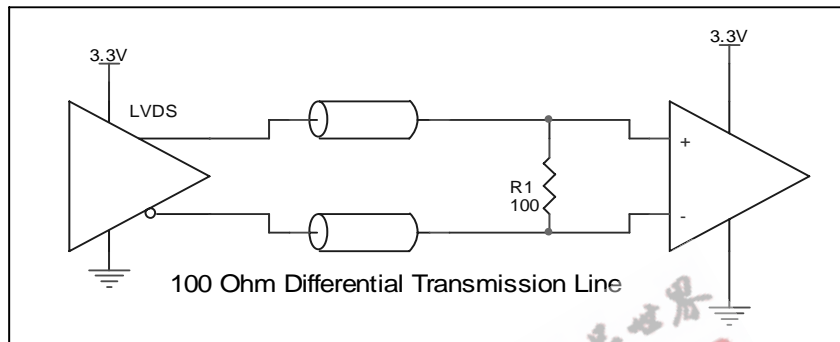 3.3V
3.3V
LVDS
+
R1
100
-
100 Ohm Differential Transmission Line